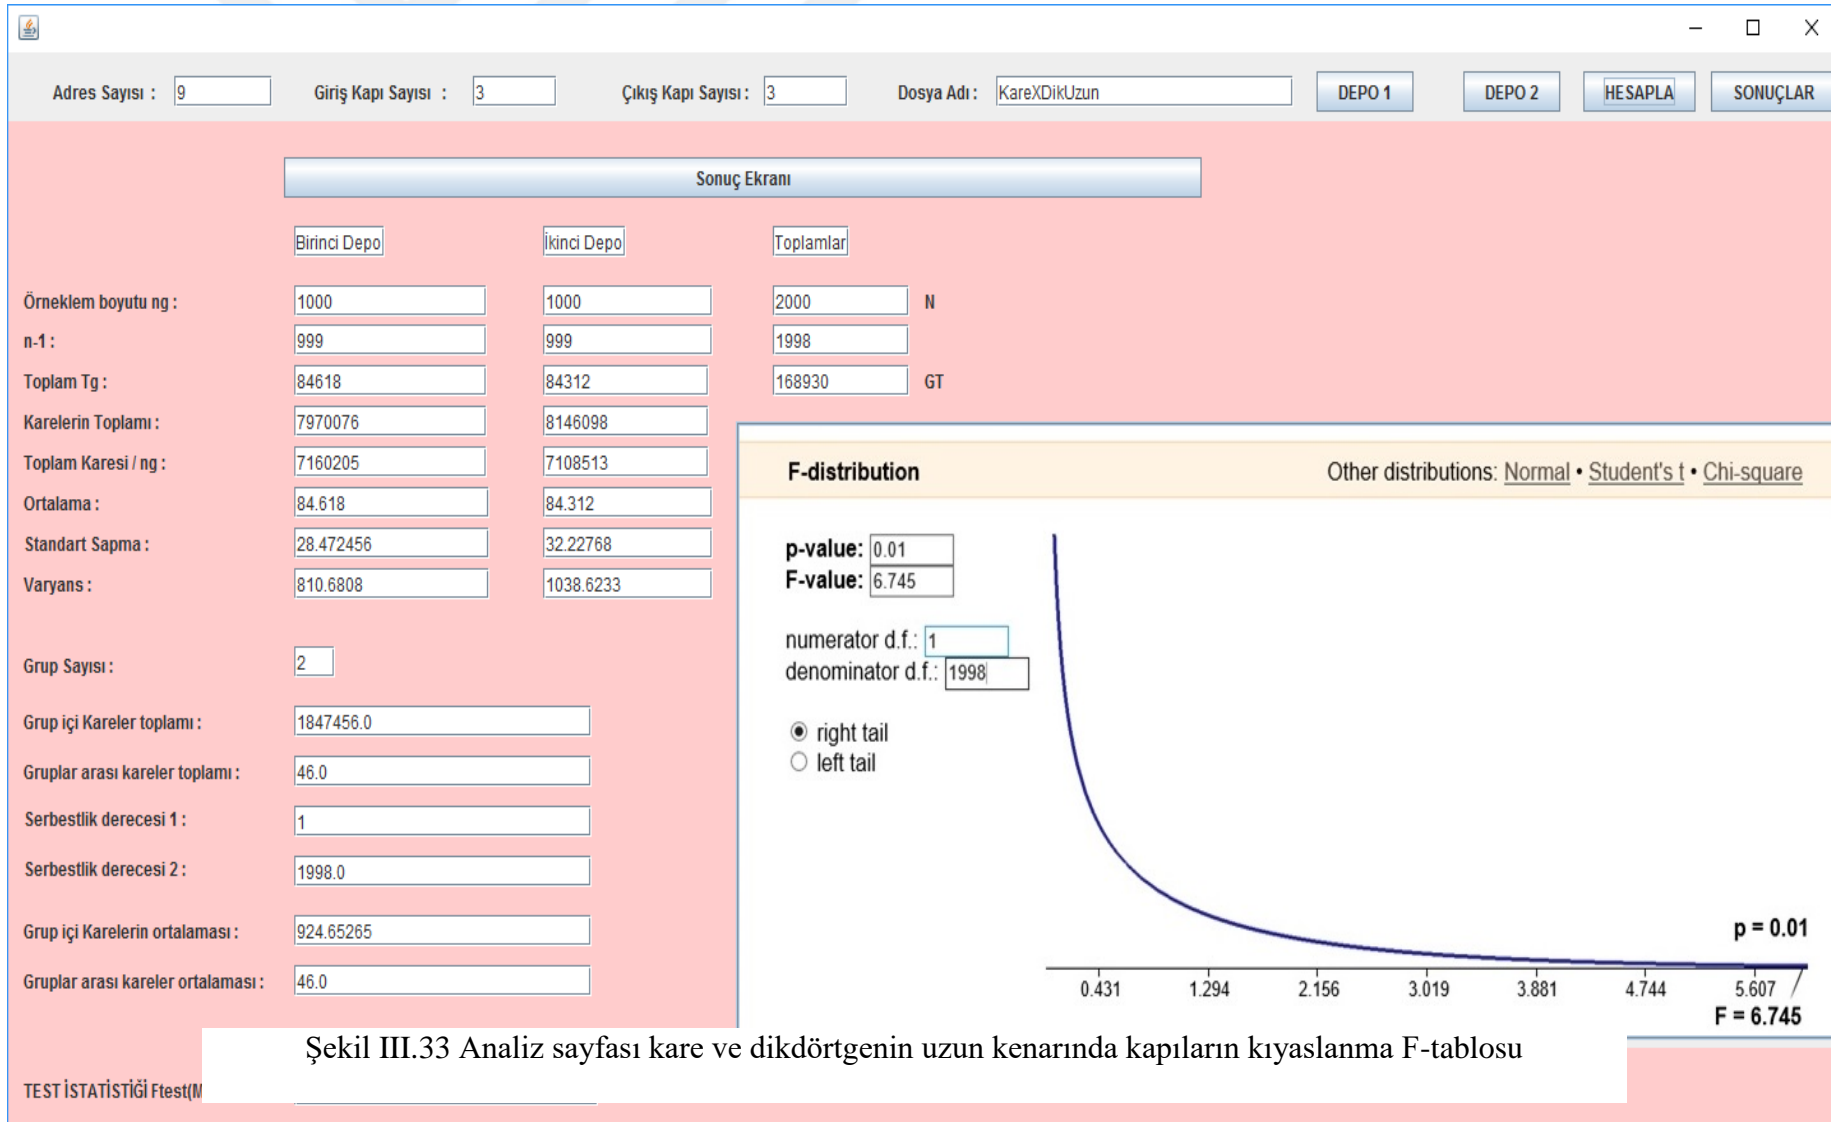 Adres Sayısı : 9 Giriş Kapı Sayısı : 3 Çıkış Kapı Sayısı : 3 Dosya Adı : KareXDikUzun DEPO 1 DEPO 2 HESAPLA SONUÇLAR
Sonuç Ekranı
Birinci Depo İkinci Depo Toplamlar
Örneklem boyutu ng : 1000 1000 2000 N
n-1 : 999 999 1998
Toplam Tg : 84618 84312 168930 GT
Karelerin Toplamı : 7970076 8146098
Toplam Karesi / ng : 7160205 7108513
Ortalama : 84.618 84.312
Standart Sapma : 28.472456 32.22768
Varyans : 810.6808 1038.6233
Grup Sayısı : 2
Grup içi Kareler toplamı : 1847456.0
Gruplar arası kareler toplamı : 46.0
Serbestlik derecesi 1 : 1
Serbestlik derecesi 2 : 1998.0
Grup içi Karelerin ortalaması : 924.65265
Gruplar arası kareler ortalaması : 46.0
F-distribution Other distributions: Normal • Student's t • Chi-square
p-value: 0.01
F-value: 6.745
numerator d.f.: 1
denominator d.f.: 1998
right tail
left tail
p = 0.01
0.431 1.294 2.156 3.019 3.881 4.744 5.607
F = 6.745
Şekil III.33 Analiz sayfası kare ve dikdörtgenin uzun kenarında kapıların kıyaslanma F-tablosu
TEST İSTATİSTİĞİ Ftest(M